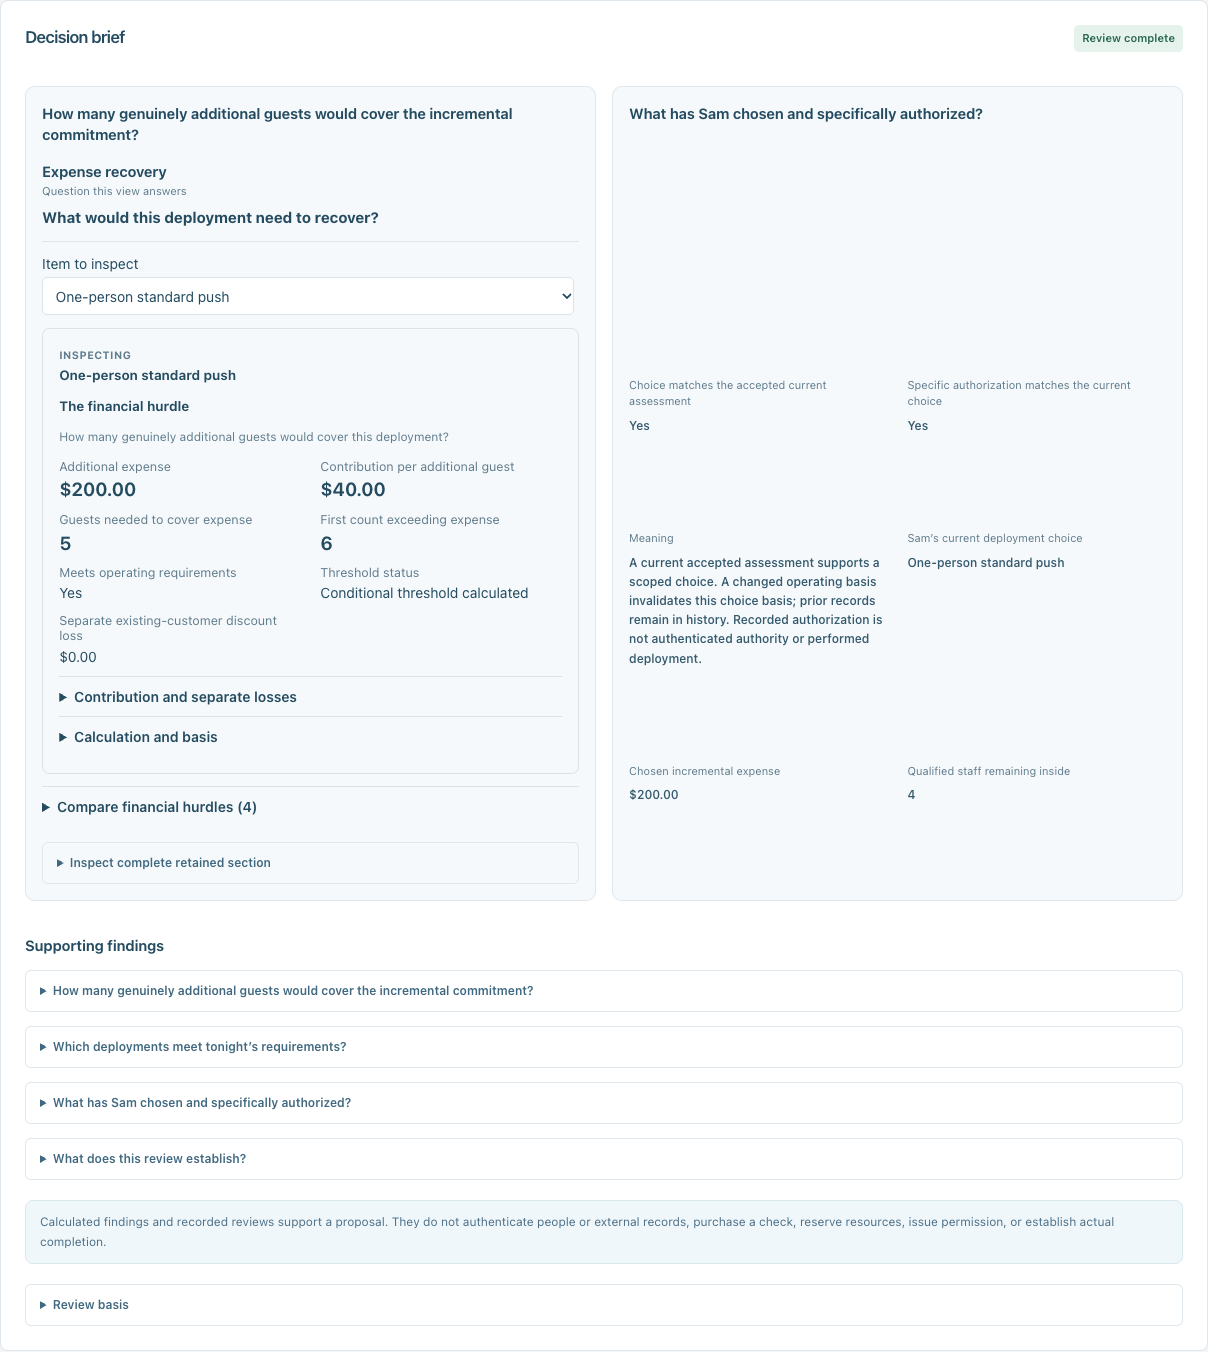 Decision brief
Review complete
How many genuinely additional guests would cover the incremental
commitment?
Expense recovery
Question this view answers
What would this deployment need to recover?
Item to inspect
One-person standard push
INSPECTING
One-person standard push
The financial hurdle
How many genuinely additional guests would cover this deployment?
Additional expense
Contribution per additional guest
$200.00
$40.00
Guests needed to cover expense
First count exceeding expense
5
6
Meets operating requirements
Threshold status
Yes
Conditional threshold calculated
Separate existing-customer discount
loss
$0.00
Contribution and separate losses
Calculation and basis
Compare financial hurdles (4)
Inspect complete retained section
What has Sam chosen and specifically authorized?
Choice matches the accepted current
assessment
Yes
Specific authorization matches the current
choice
Yes
Meaning
A current accepted assessment supports a
scoped choice. A changed operating basis
invalidates this choice basis; prior records
remain in history. Recorded authorization is
not authenticated authority or performed
deployment.
Sam's current deployment choice
One-person standard push
Chosen incremental expense
$200.00
Qualified staff remaining inside
4
Supporting findings
How many genuinely additional guests would cover the incremental commitment?
Which deployments meet tonight's requirements?
What has Sam chosen and specifically authorized?
What does this review establish?
Calculated findings and recorded reviews support a proposal. They do not authenticate people or external records, purchase a check, reserve resources, issue permission, or establish actual
completion.
Review basis